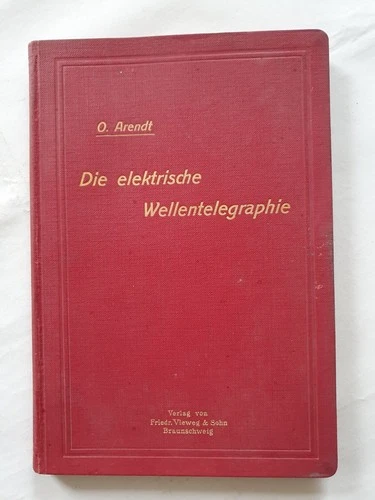 O. Arendt
Die elektrische
Wellentelegraphie
Verlag von
Friedr. Vieweg & Sohn
Braunschweig